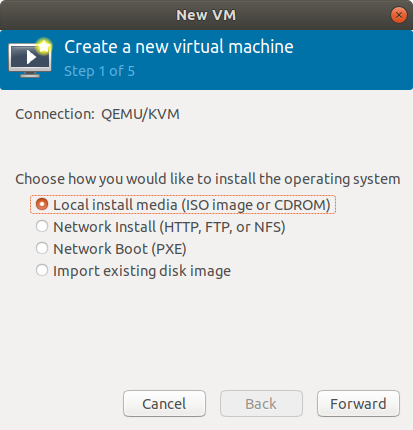 New VM
Create a new virtual machine
Step 1 of 5
Connection: QEMU/KVM
Choose how you would like to install the operating system
Local install media (ISO image or CDROM)
Network Install (HTTP, FTP, or NFS)
Network Boot (PXE)
Import existing disk image
Cancel Back Forward